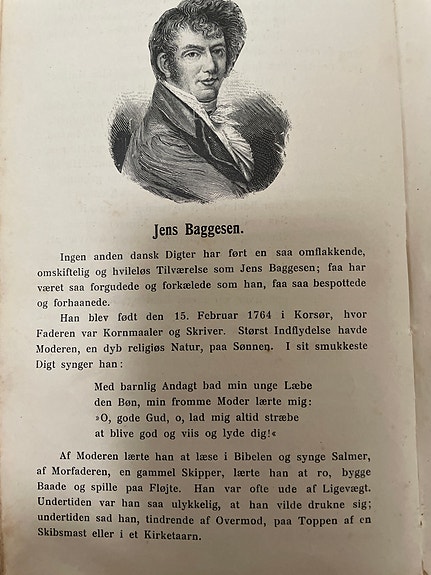 Jens Baggesen.
Ingen anden dansk Digter har ført en saa omflakkende,
omskiftelig og hvileløs Tilværelse som Jens Baggesen; faa har
været saa forgudede og forkælede som han, faa saa bespottede
og forhaanede.
Han blev født den 15. Februar 1764 i Korsør, hvor
Faderen var Kornmaaler og Skriver. Størst Indflydelse havde
Moderen, en dyb religiøs Natur, paa Sønnen. I sit smukkeste
Digt synger han:
Med barnlig Andagt bad min unge Læbe
den Bøn, min fromme Moder lærte mig:
»O, gode Gud, o, lad mig altid stræbe
at blive god og viis og lyde dig!«
Af Moderen lærte han at læse i Bibelen og synge Salmer,
af Morfaderen, en gammel Skipper, lærte han at ro, bygge
Baade og spille paa Fløjte. Han var ofte ude af Ligevægt.
Undertiden var han saa ulykkelig, at han vilde drukne sig;
undertiden sad han, tindrende af Overmod, paa Toppen af en
Skibsmast eller i et Kirketaarn.